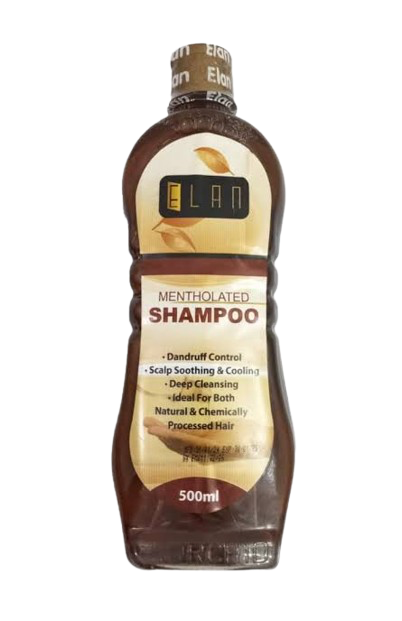 Elan
Elan
Elan
ELAN
MENTHOLATED
SHAMPOO
· Dandruff Control
· Scalp Soothing & Cooling
· Deep Cleansing
· Ideal For Both
Natural & Chemically
Processed Hair
500ml